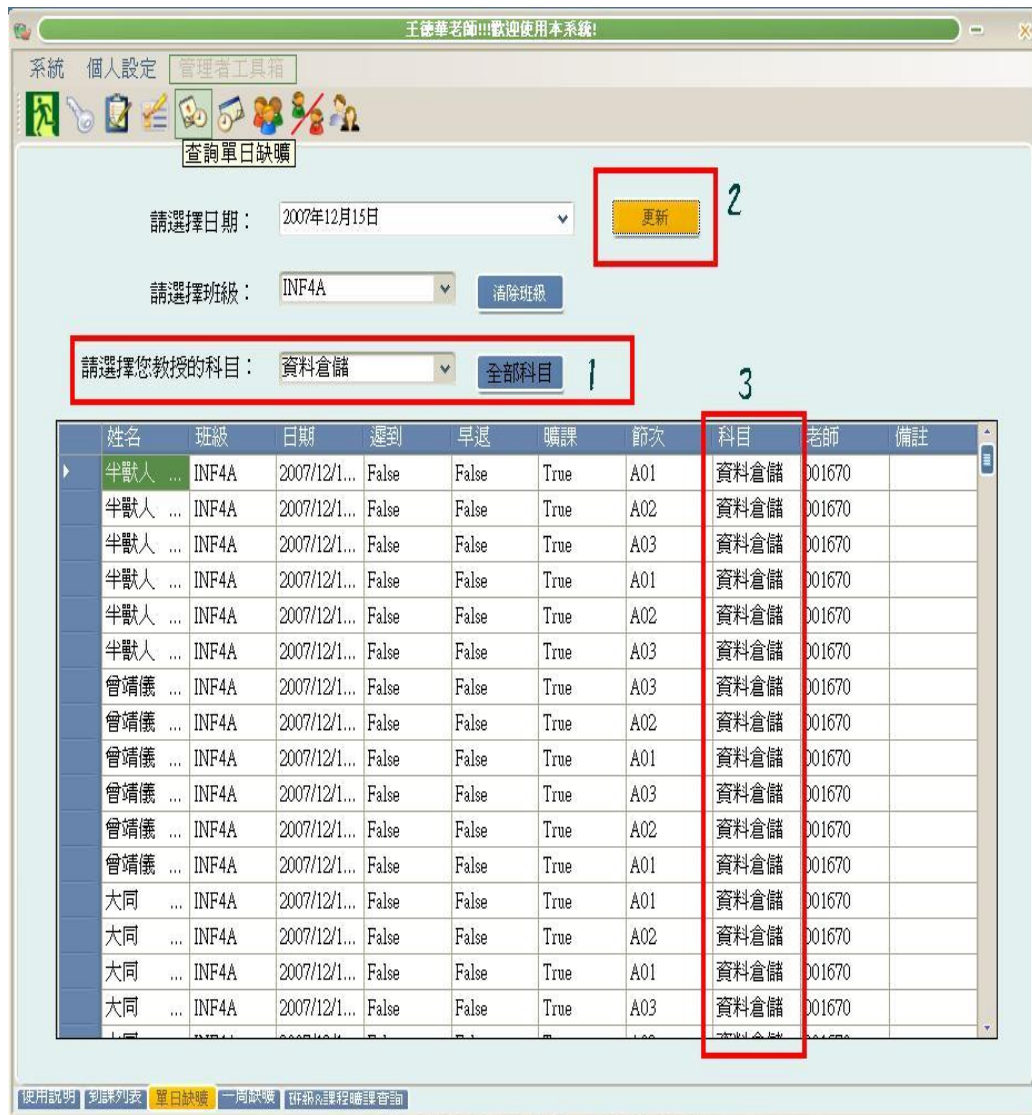 王德華老師!!!歡迎使用本系統!
系統 個人設定 管理者工具箱
查詢單日缺曠
請選擇日期： 2007年12月15日 更新 2
請選擇班級： INF4A 清除班級
請選擇您教授的科目： 資料倉儲 全部科目 1
3
姓名 班級 日期 遲到 早退 曠課 節次 科目 老師 備註
半獸人 ... INF4A 2007/12/1... False False True A01 資料倉儲 001670
半獸人 ... INF4A 2007/12/1... False False True A02 資料倉儲 001670
半獸人 ... INF4A 2007/12/1... False False True A03 資料倉儲 001670
半獸人 ... INF4A 2007/12/1... False False True A01 資料倉儲 001670
半獸人 ... INF4A 2007/12/1... False False True A02 資料倉儲 001670
半獸人 ... INF4A 2007/12/1... False False True A03 資料倉儲 001670
曾靖儀 ... INF4A 2007/12/1... False False True A03 資料倉儲 001670
曾靖儀 ... INF4A 2007/12/1... False False True A02 資料倉儲 001670
曾靖儀 ... INF4A 2007/12/1... False False True A01 資料倉儲 001670
曾靖儀 ... INF4A 2007/12/1... False False True A03 資料倉儲 001670
曾靖儀 ... INF4A 2007/12/1... False False True A02 資料倉儲 001670
曾靖儀 ... INF4A 2007/12/1... False False True A01 資料倉儲 001670
大同 ... INF4A 2007/12/1... False False True A01 資料倉儲 001670
大同 ... INF4A 2007/12/1... False False True A02 資料倉儲 001670
大同 ... INF4A 2007/12/1... False False True A01 資料倉儲 001670
大同 ... INF4A 2007/12/1... False False True A03 資料倉儲 001670
使用說明 到課列表 單日缺曠 一周缺曠 班級&課程曠課查詢